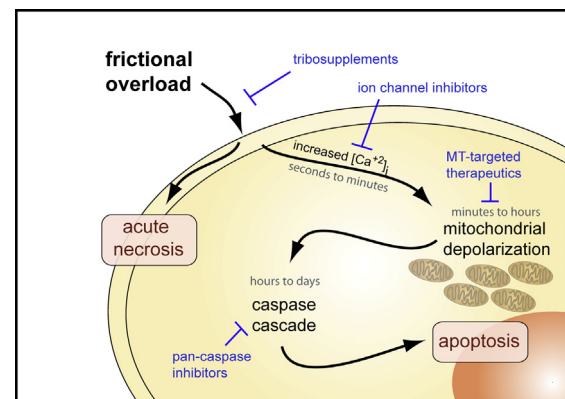 frictional
overload
tribosupplements
ion channel inhibitors
increased [Ca⁺²]ᵢ
seconds to minutes
MT-targeted
therapeutics
minutes to hours
mitochondrial
depolarization
acute
necrosis
hours to days
caspase
cascade
pan-caspase
inhibitors
apoptosis